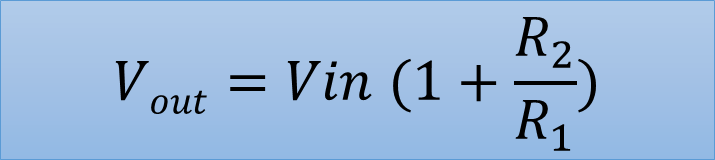 V_out = Vin (1 + R_2/R_1)